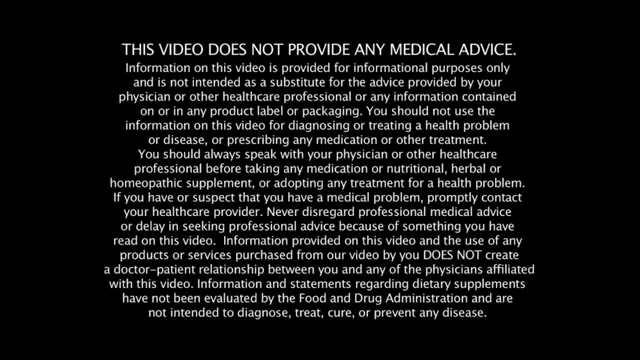 THIS VIDEO DOES NOT PROVIDE ANY MEDICAL ADVICE.
Information on this video is provided for informational purposes only
and is not intended as a substitute for the advice provided by your
physician or other healthcare professional or any information contained
on or in any product label or packaging. You should not use the
information on this video for diagnosing or treating a health problem
or disease, or prescribing any medication or other treatment.
You should always speak with your physician or other healthcare
professional before taking any medication or nutritional, herbal or
homeopathic supplement, or adopting any treatment for a health problem.
If you have or suspect that you have a medical problem, promptly contact
your healthcare provider. Never disregard professional medical advice
or delay in seeking professional advice because of something you have
read on this video. Information provided on this video and the use of any
products or services purchased from our video by you DOES NOT create
a doctor-patient relationship between you and any of the physicians affiliated
with this video. Information and statements regarding dietary supplements
have not been evaluated by the Food and Drug Administration and are
not intended to diagnose, treat, cure, or prevent any disease.